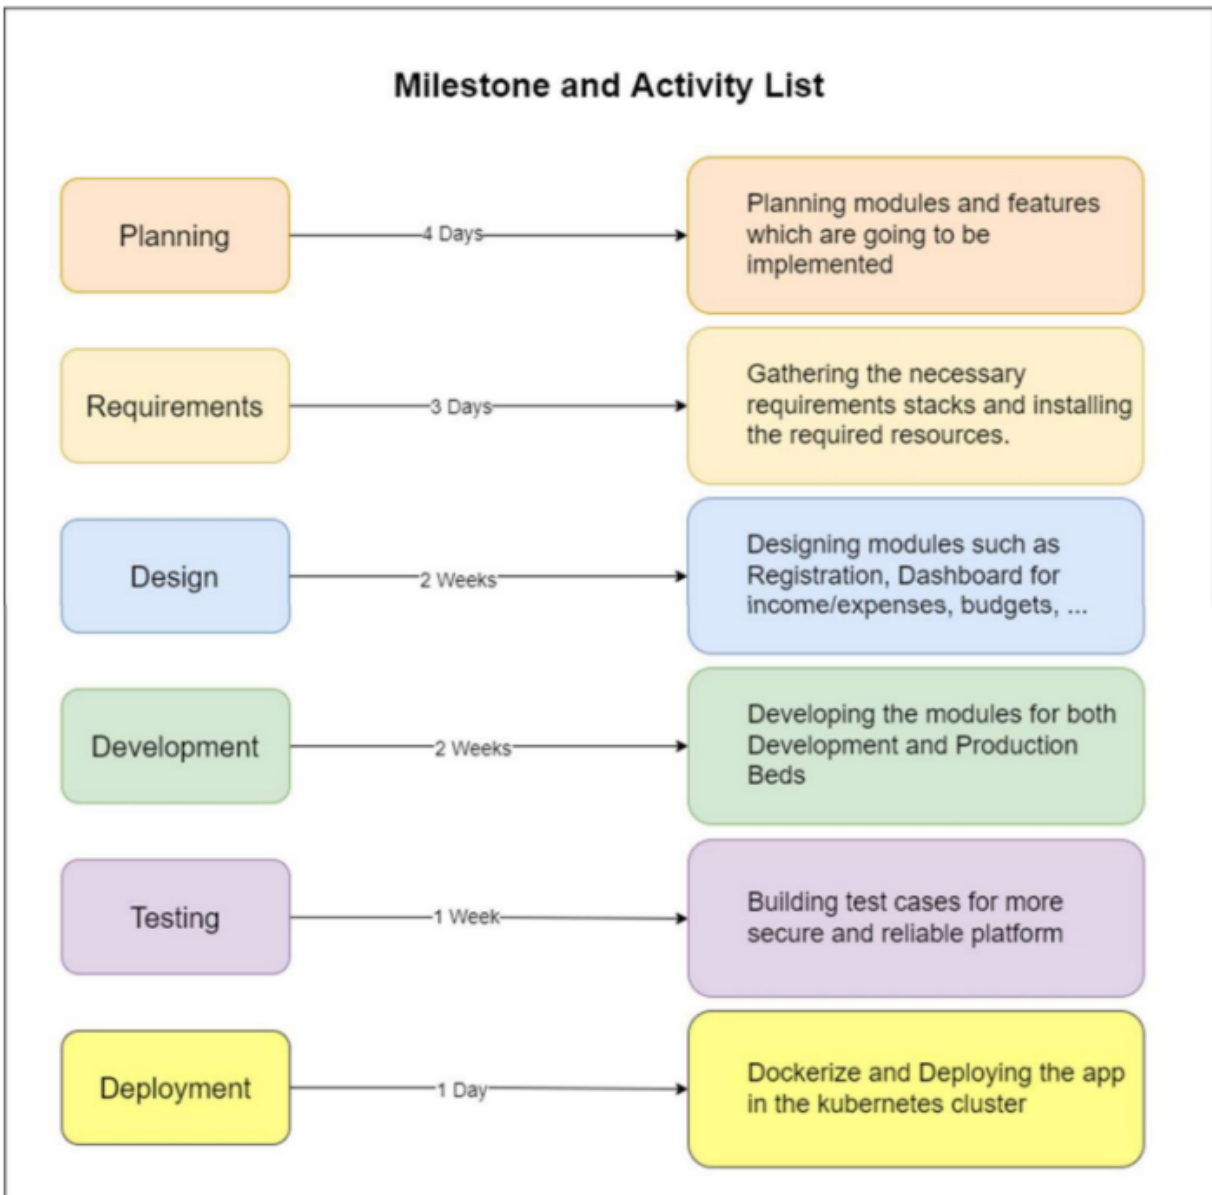 Milestone and Activity List
Planning
4 Days
Planning modules and features
which are going to be
implemented
Requirements
3 Days
Gathering the necessary
requirements stacks and installing
the required resources.
Design
2 Weeks
Designing modules such as
Registration, Dashboard for
income/expenses, budgets, ...
Development
2 Weeks
Developing the modules for both
Development and Production
Beds
Testing
1 Week
Building test cases for more
secure and reliable platform
Deployment
1 Day
Dockerize and Deploying the app
in the kubernetes cluster